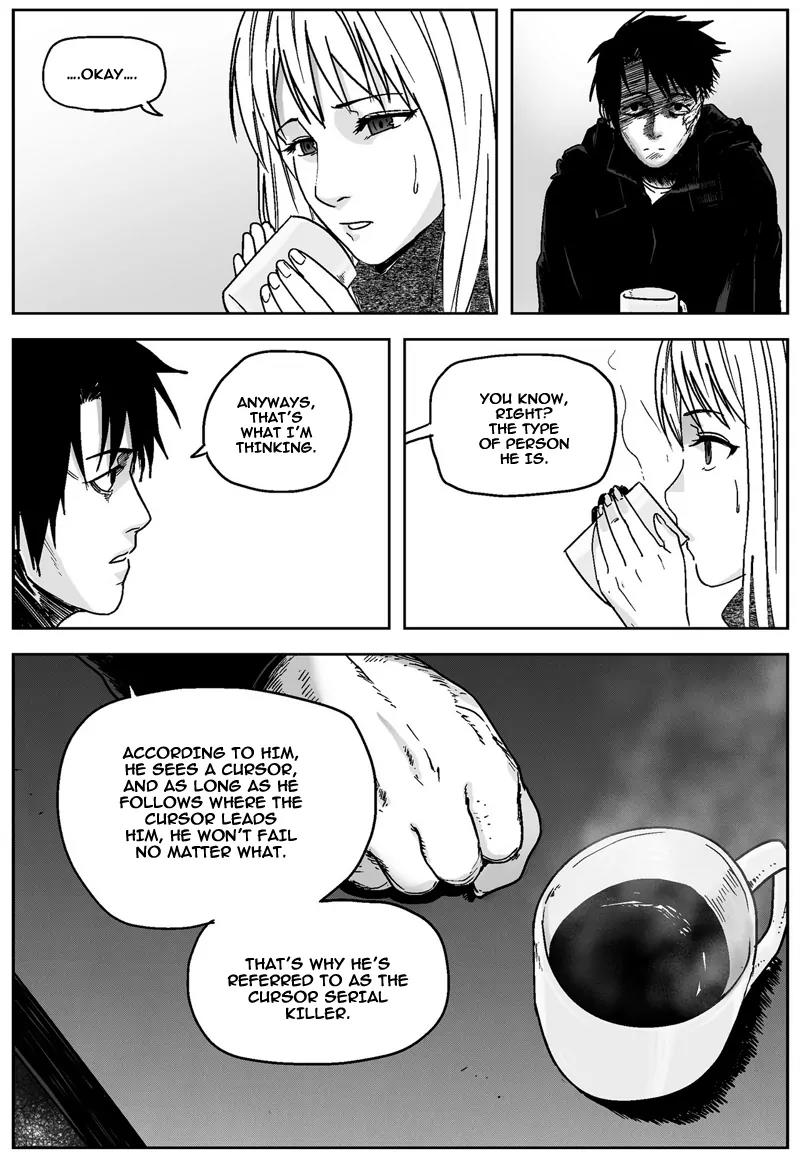 ....OKAY....
ANYWAYS,
THAT'S
WHAT I'M
THINKING.
YOU KNOW,
RIGHT?
THE TYPE
OF PERSON
HE IS.
ACCORDING TO HIM,
HE SEES A CURSOR,
AND AS LONG AS HE
FOLLOWS WHERE THE
CURSOR LEADS
HIM, HE WON'T FAIL
NO MATTER WHAT.
THAT'S WHY HE'S
REFERRED TO AS THE
CURSOR SERIAL
KILLER.